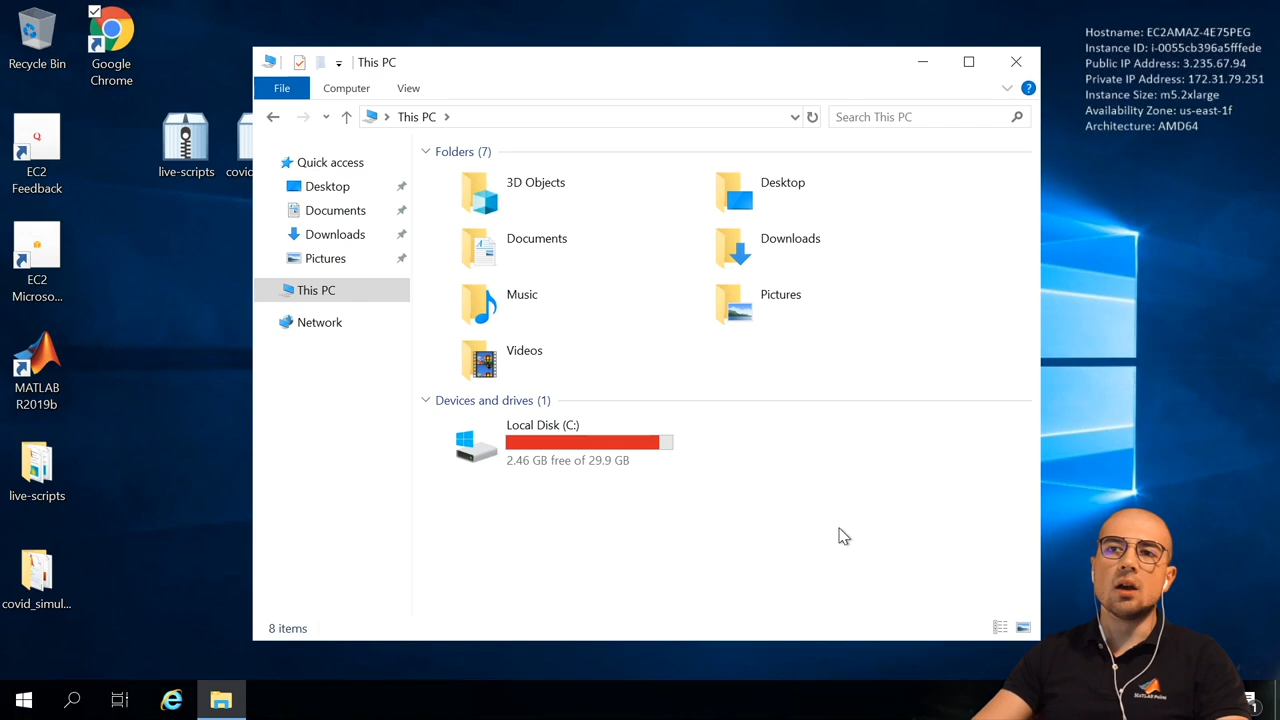 Recycle Bin
Google
Chrome
EC2
Feedback
live-scripts
covid
EC2
Microso...
MATLAB
R2019b
live-scripts
covid_simul...
Hostname: EC2AMAZ-4E75PEG
Instance ID: i-0055cb396a5fffede
Public IP Address: 3.235.67.94
Private IP Address: 172.31.79.251
Instance Size: m5.2xlarge
Availability Zone: us-east-1f
Architecture: AMD64
This PC
File
Computer
View
This PC
Search This PC
Quick access
Desktop
Documents
Downloads
Pictures
This PC
Network
Folders (7)
3D Objects
Desktop
Documents
Downloads
Music
Pictures
Videos
Devices and drives (1)
Local Disk (C:)
2.46 GB free of 29.9 GB
8 items
MATLAB Point
1